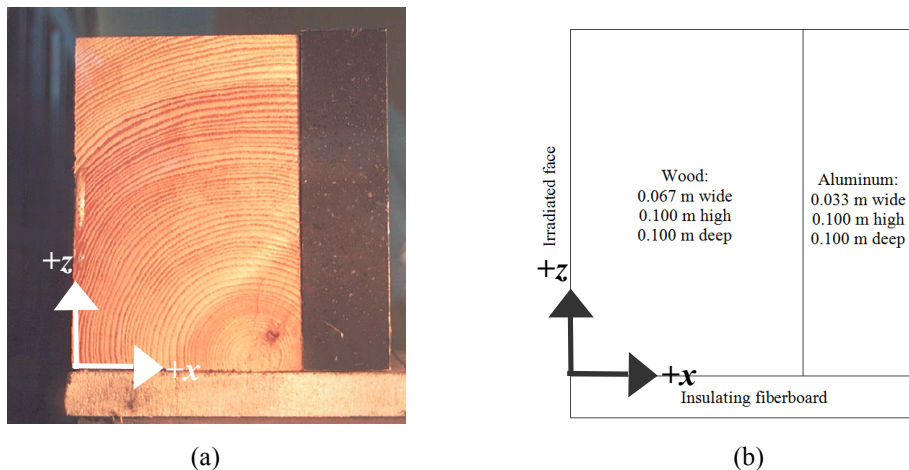 +z
+x
Irradiated face
Wood:
0.067 m wide
0.100 m high
0.100 m deep
Aluminum:
0.033 m wide
0.100 m high
0.100 m deep
+z
+x
Insulating fiberboard
(a)
(b)